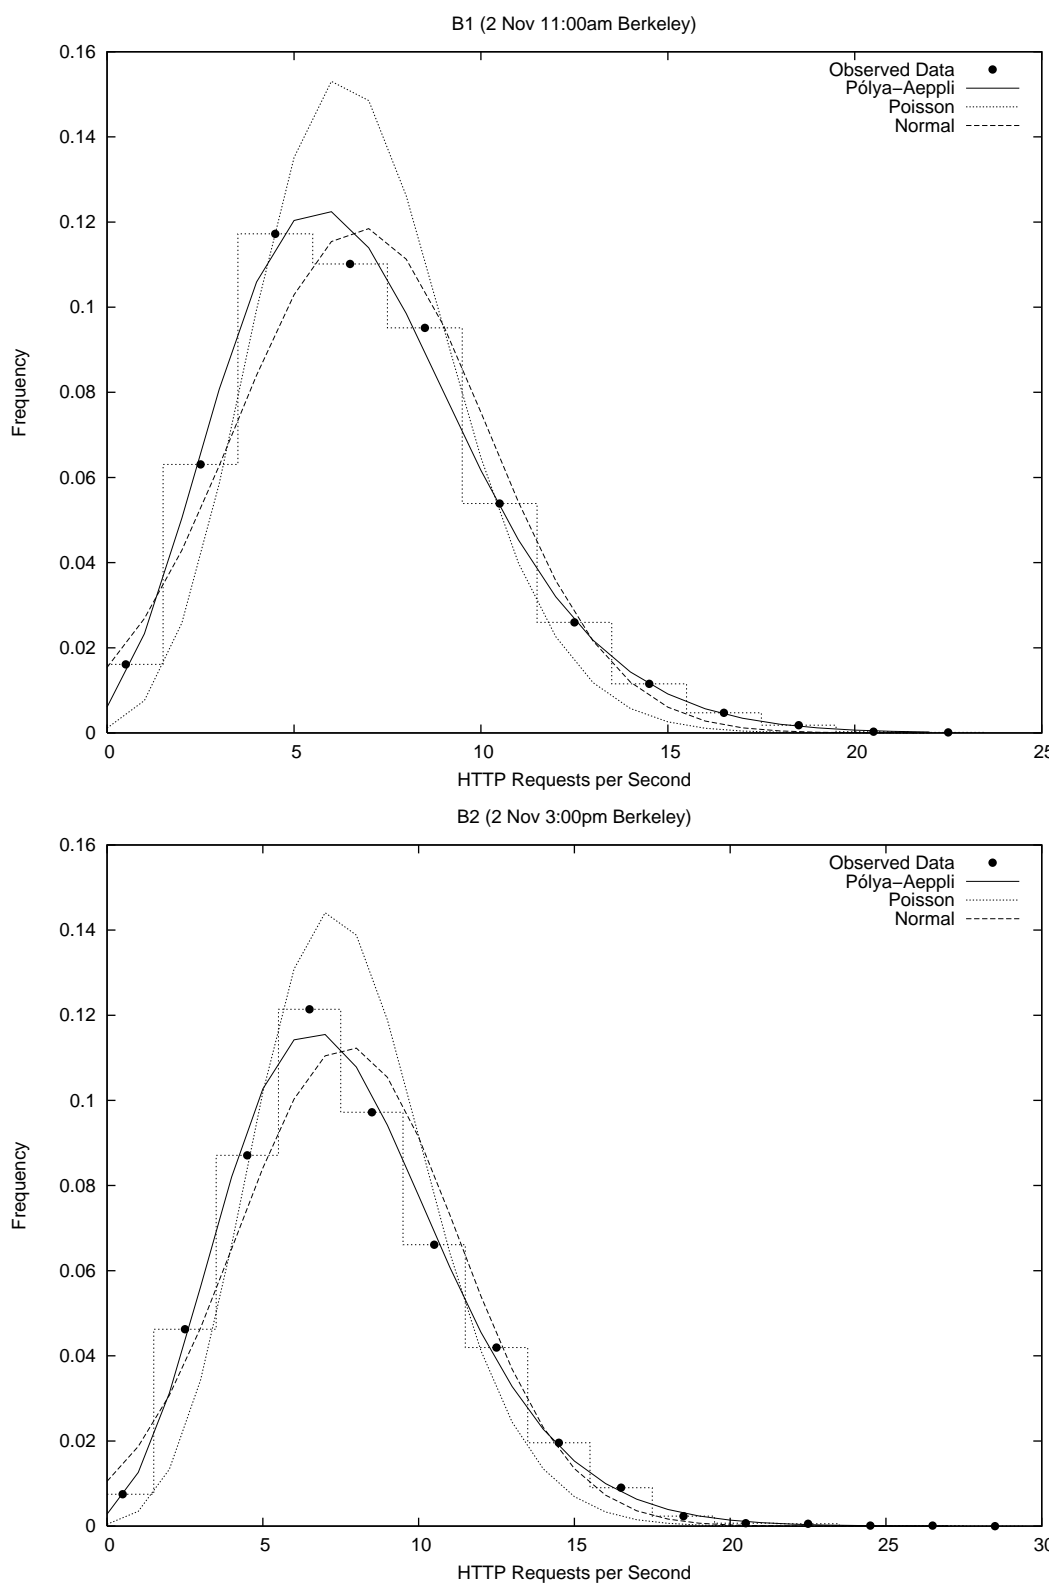 B1 (2 Nov 11:00am Berkeley)
0.16
0.14
0.12
0.1
0.08
0.06
0.04
0.02
0
Frequency
Observed Data
Pólya−Aeppli
Poisson
Normal
0 5 10 15 20 25
HTTP Requests per Second
B2 (2 Nov 3:00pm Berkeley)
0.16
0.14
0.12
0.1
0.08
0.06
0.04
0.02
0
Frequency
Observed Data
Pólya−Aeppli
Poisson
Normal
0 5 10 15 20 25 30
HTTP Requests per Second